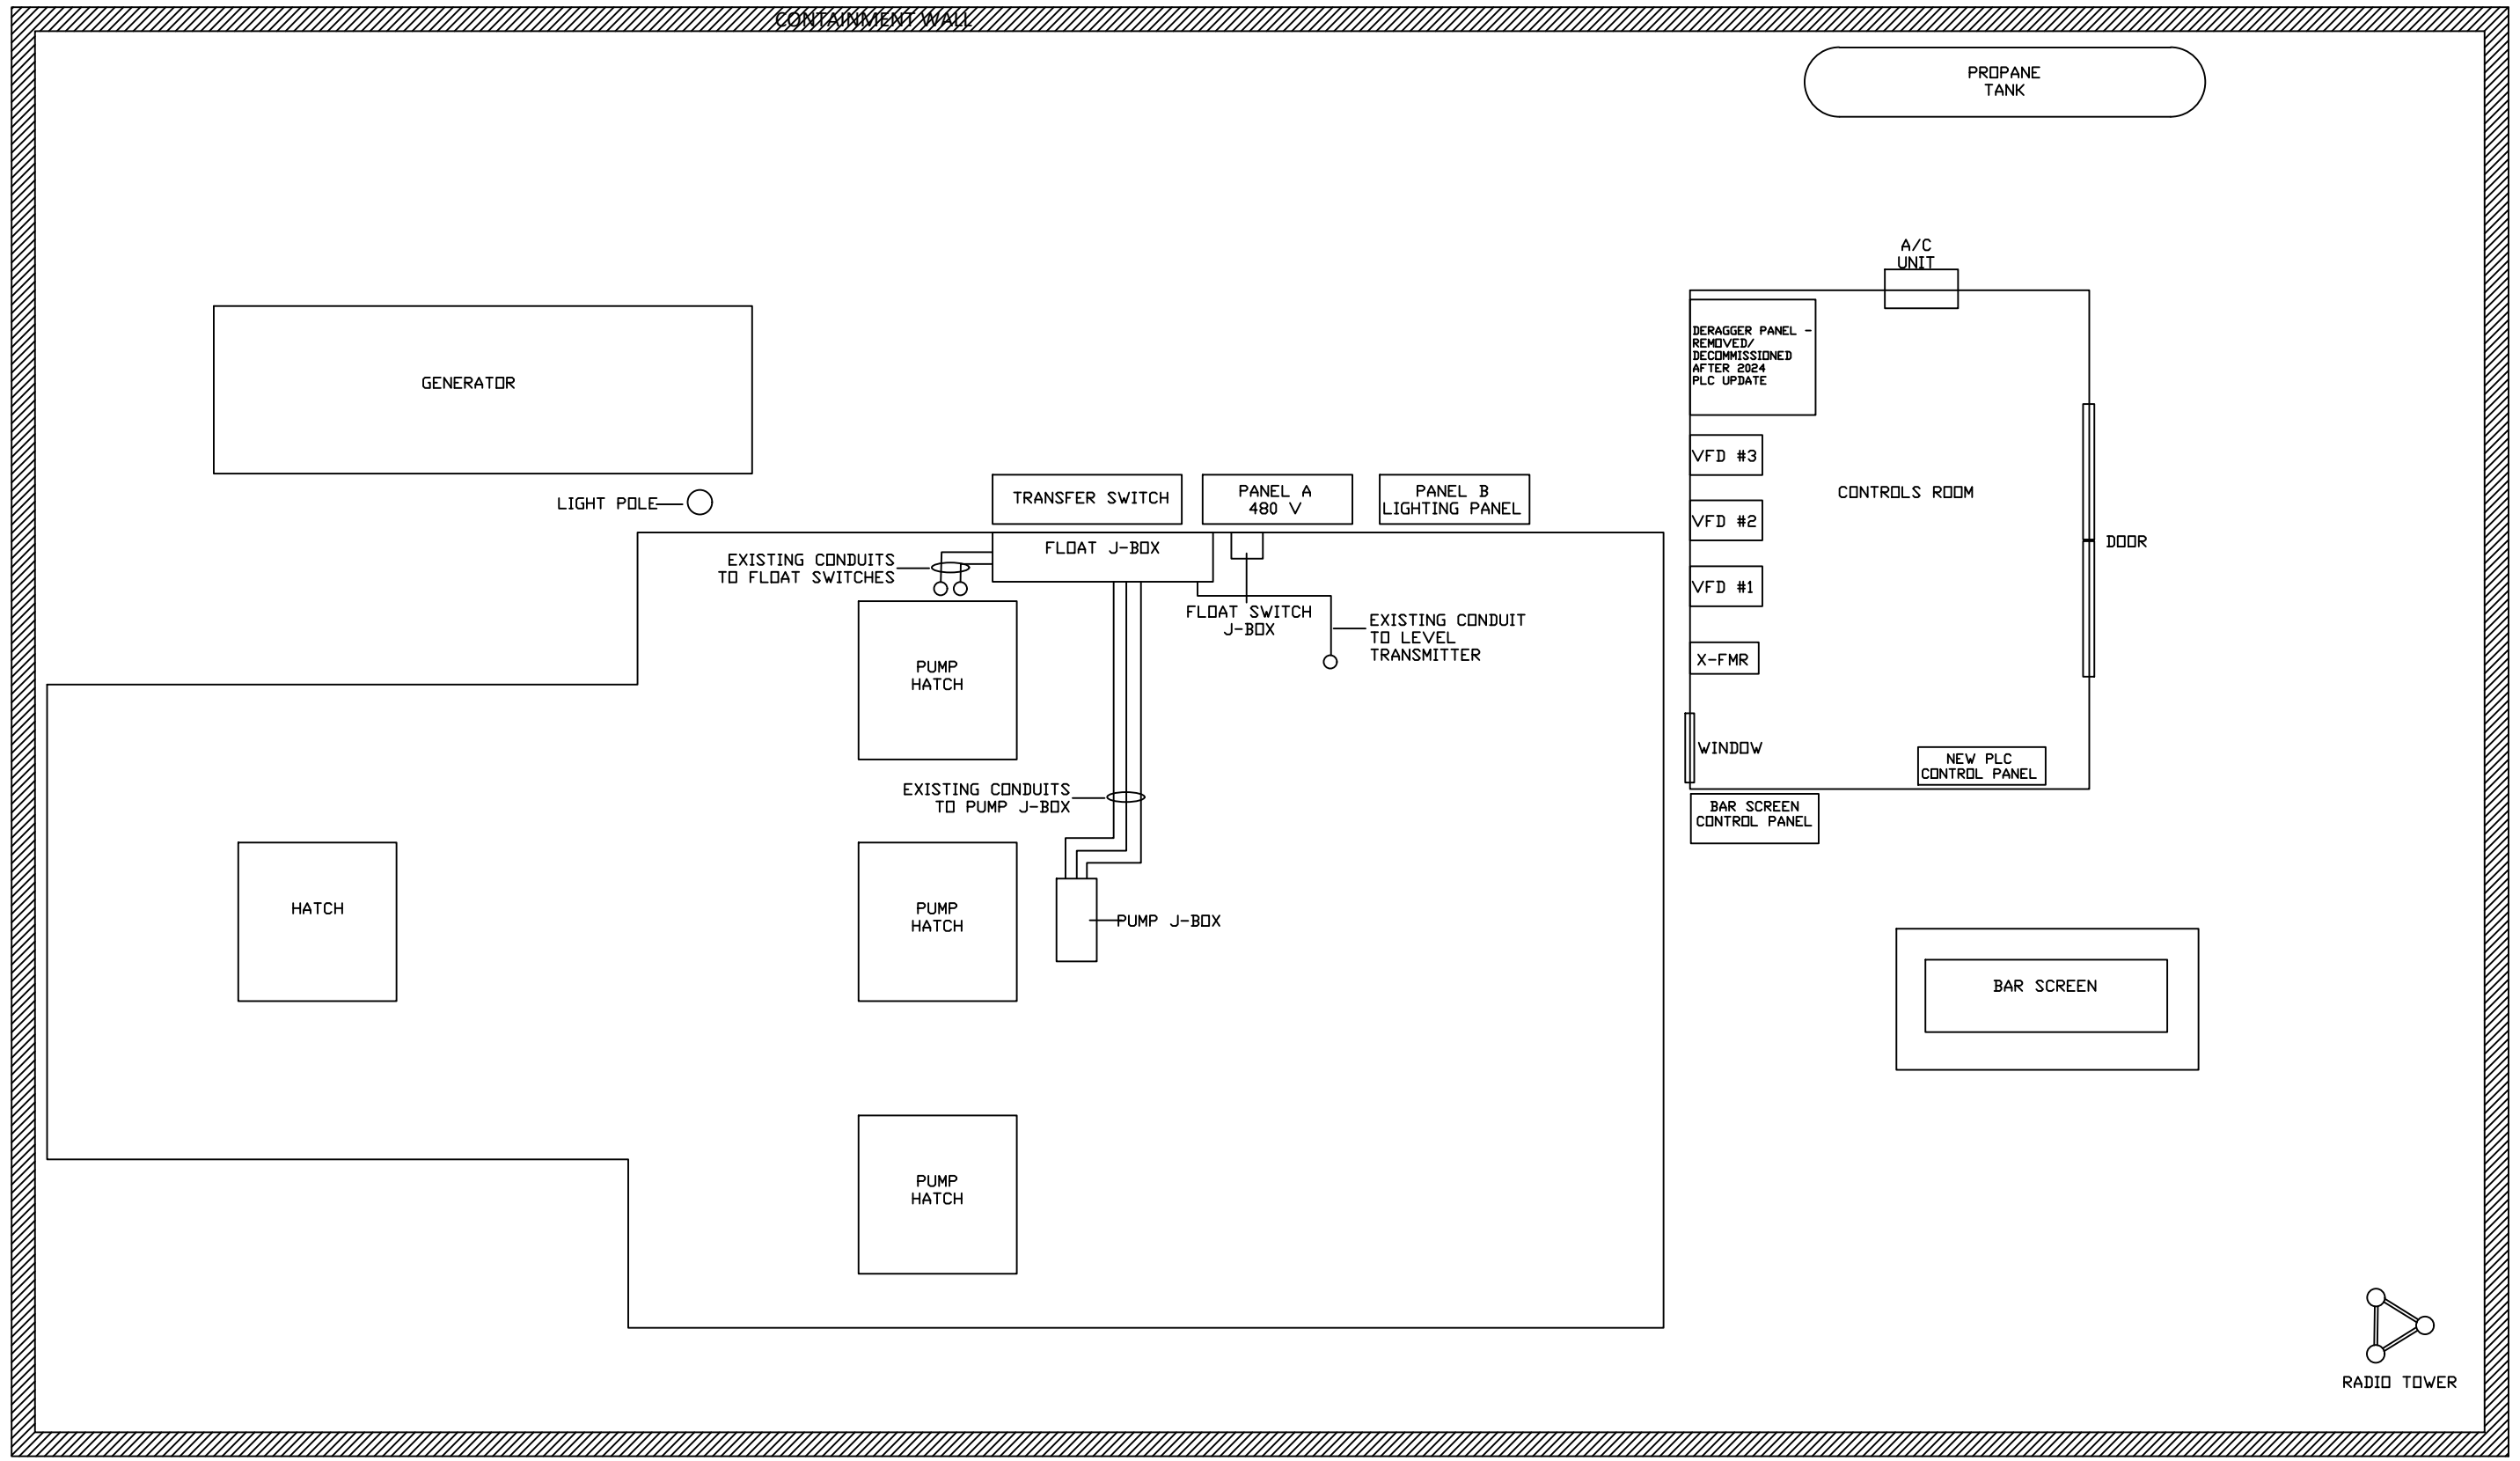 CONTAINMENT WALL
PROPANE
TANK
A/C
UNIT
GENERATOR
DERAGGER PANEL -
REMOVED/
DECOMMISSIONED
AFTER 2024
PLC UPDATE
VFD #3
VFD #2
VFD #1
X-FMR
WINDOW
CONTROLS ROOM
DOOR
NEW PLC
CONTROL PANEL
BAR SCREEN
CONTROL PANEL
LIGHT POLE
TRANSFER SWITCH
PANEL A
480 V
PANEL B
LIGHTING PANEL
FLOAT J-BOX
EXISTING CONDUITS
TO FLOAT SWITCHES
FLOAT SWITCH
J-BOX
EXISTING CONDUIT
TO LEVEL
TRANSMITTER
PUMP
HATCH
EXISTING CONDUITS
TO PUMP J-BOX
HATCH
PUMP
HATCH
PUMP J-BOX
BAR SCREEN
PUMP
HATCH
RADIO TOWER